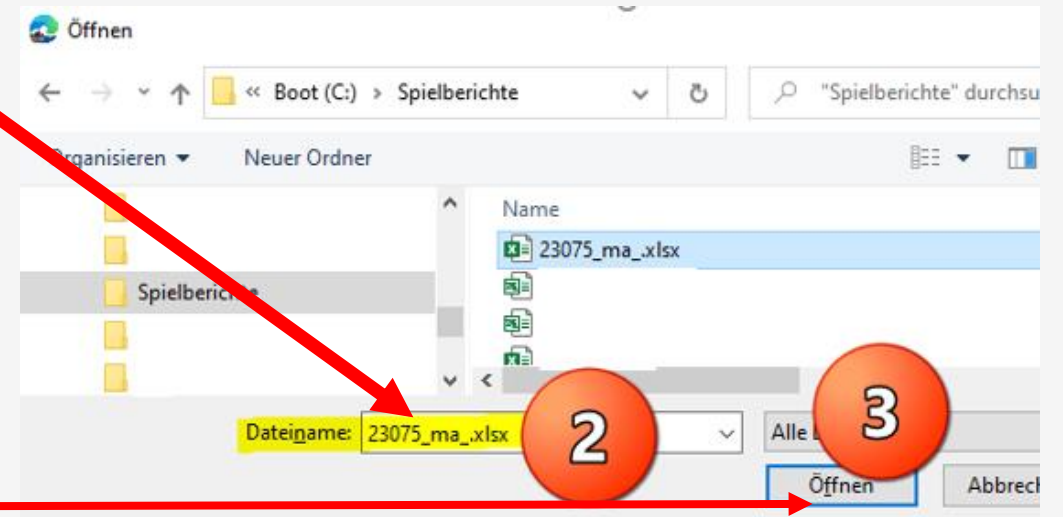 Öffnen
« Boot (C:) › Spielberichte
"Spielberichte" durchsu
Organisieren
Neuer Ordner
Name
23075_ma_.xlsx
Spielberichte
Dateiname: 23075_ma_.xlsx
2
Alle
3
Öffnen
Abbrech